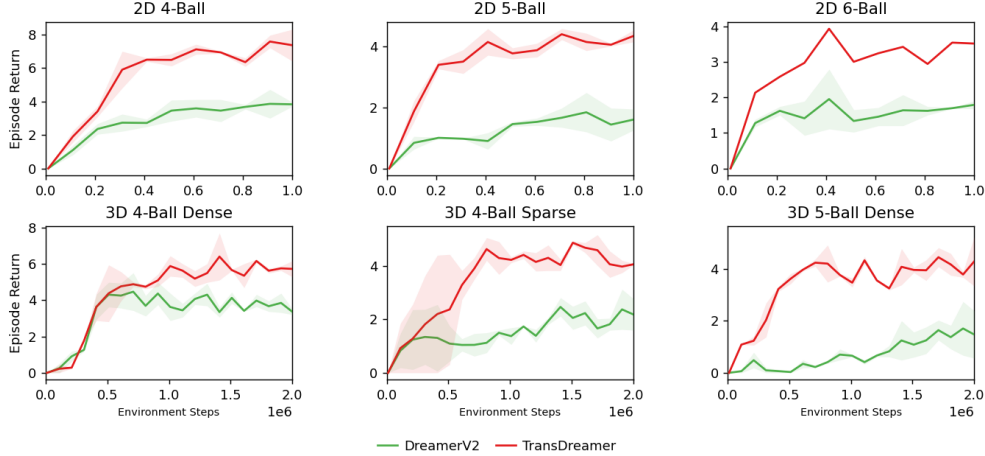 2D 4-Ball
2D 5-Ball
2D 6-Ball
Episode Return
8
6
4
2
0
0.0 0.2 0.4 0.6 0.8 1.0
4
2
0
0.0 0.2 0.4 0.6 0.8 1.0
4
3
2
1
0
0.0 0.2 0.4 0.6 0.8 1.0
3D 4-Ball Dense
3D 4-Ball Sparse
3D 5-Ball Dense
Episode Return
8
6
4
2
0
0.0 0.5 1.0 1.5 2.0
Environment Steps 1e6
4
2
0
0.0 0.5 1.0 1.5 2.0
Environment Steps 1e6
4
2
0
0.0 0.5 1.0 1.5 2.0
Environment Steps 1e6
DreamerV2 TransDreamer